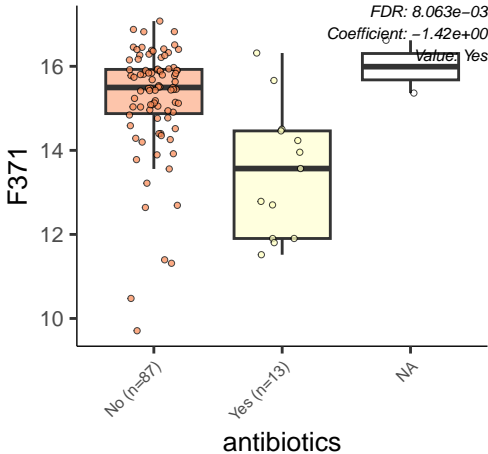 FDR: 8.063e−03
Coefficient: −1.42e+00
Value: Yes
F371
16
14
12
10
No (n=87)
Yes (n=13)
NA
antibiotics